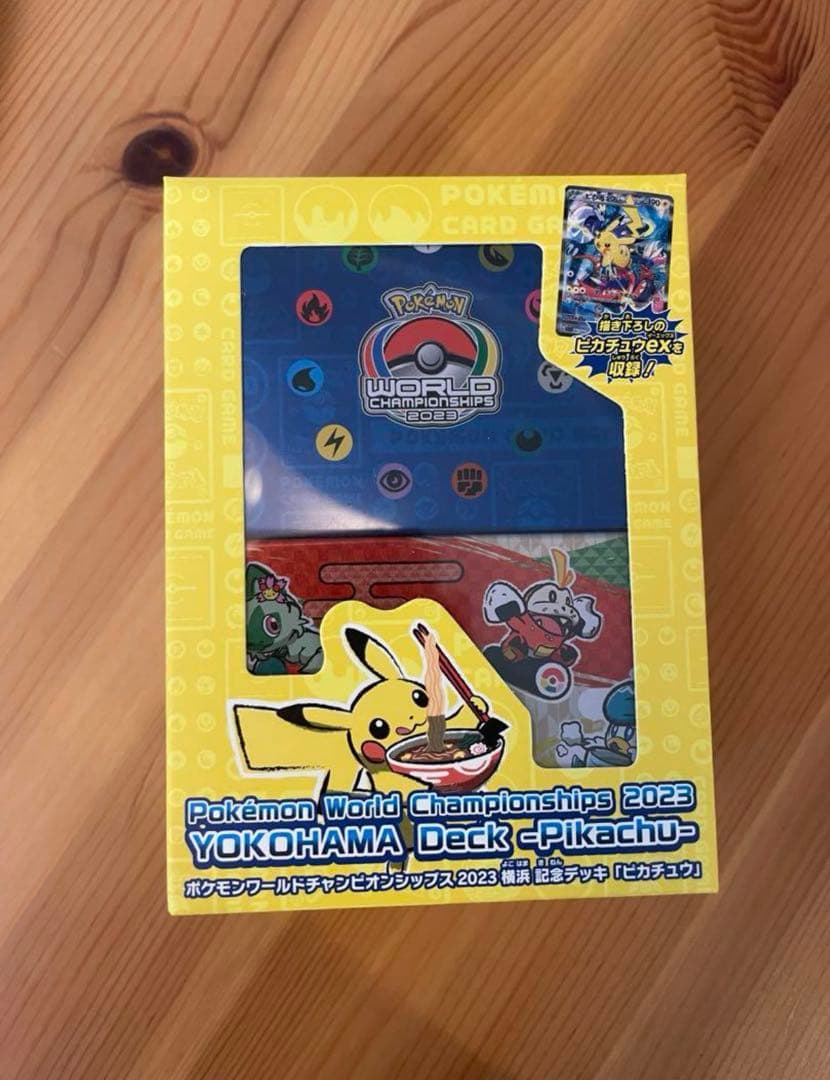 POKÉMON
CARD GAME
描き下ろしの
ピカチュウexを
収録!
POKÉMON
WORLD
CHAMPIONSHIPS
2023
Pokémon World Championships 2023
YOKOHAMA Deck -Pikachu-
ポケモンワールドチャンピオンシップス2023 横浜 記念デッキ「ピカチュウ」